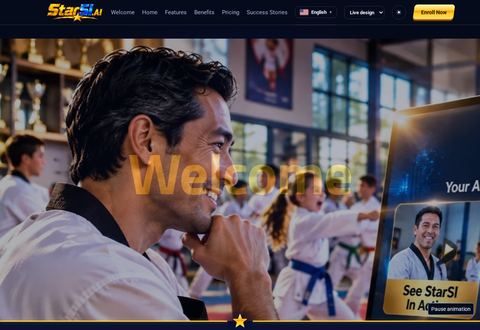 StarSI.AI
Welcome Home Features Benefits Pricing Success Stories English Live design Enroll Now
Welcome
Your A
See StarSI
In Ac
Pause animation